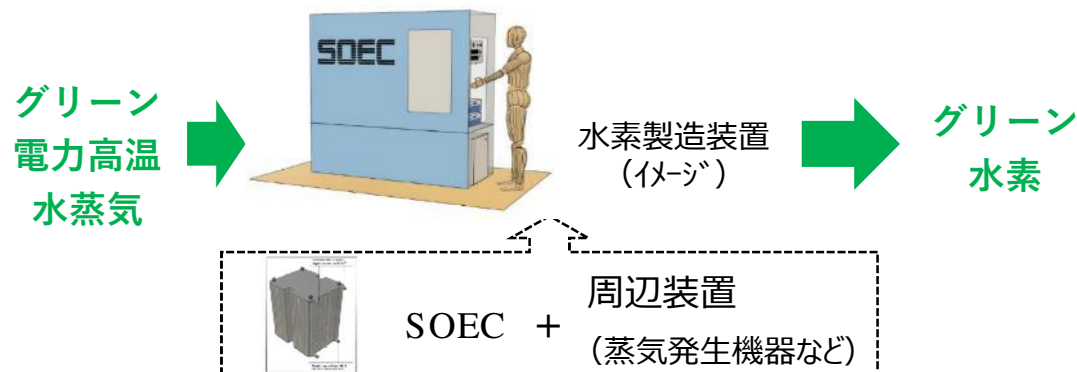 グリーン
電力高温
水蒸気
SOEC
水素製造装置
（ｲﾒｰｼﾞ）
グリーン
水素
SOEC +
周辺装置
（蒸気発生機器など）